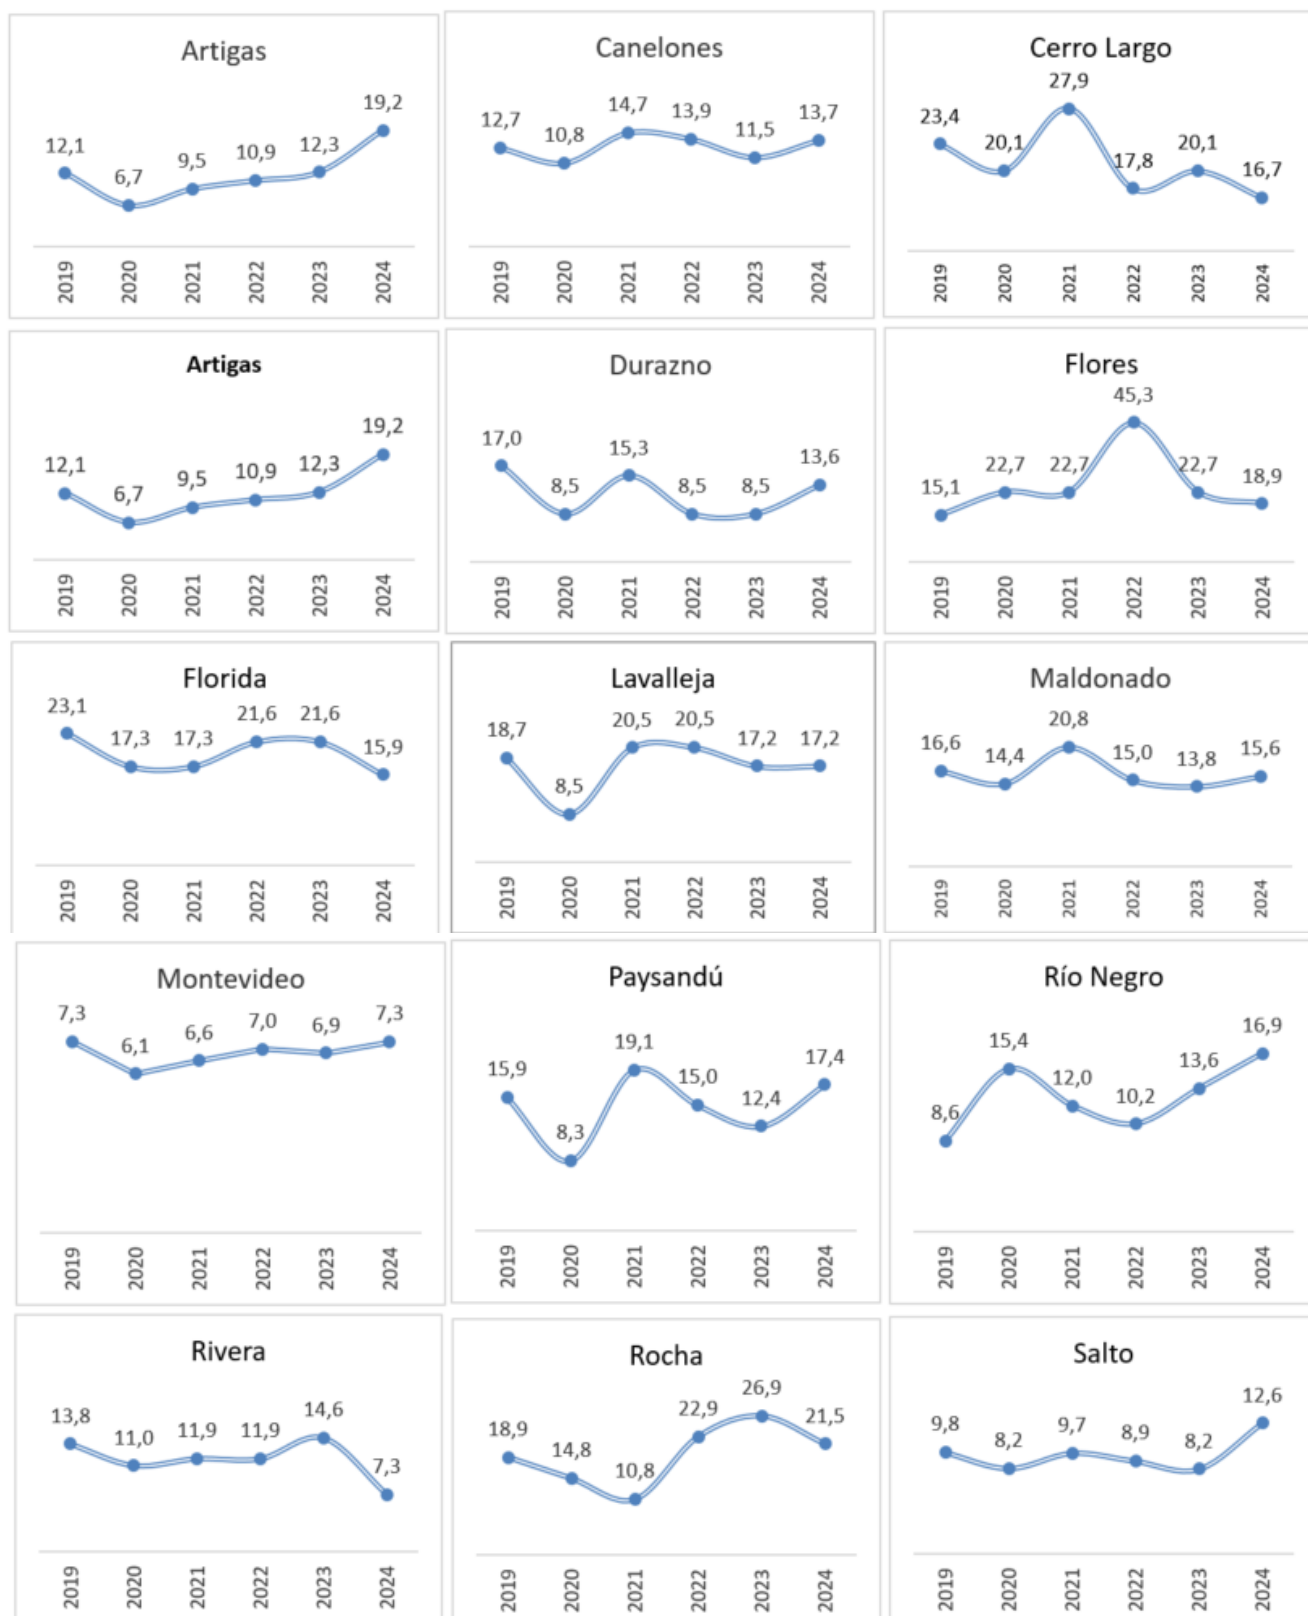 Artigas
12,1 6,7 9,5 10,9 12,3 19,2
2019 2020 2021 2022 2023 2024
Canelones
12,7 10,8 14,7 13,9 11,5 13,7
2019 2020 2021 2022 2023 2024
Cerro Largo
23,4 20,1 27,9 17,8 20,1 16,7
2019 2020 2021 2022 2023 2024
Artigas
12,1 6,7 9,5 10,9 12,3 19,2
2019 2020 2021 2022 2023 2024
Durazno
17,0 8,5 15,3 8,5 8,5 13,6
2019 2020 2021 2022 2023 2024
Flores
15,1 22,7 22,7 45,3 22,7 18,9
2019 2020 2021 2022 2023 2024
Florida
23,1 17,3 17,3 21,6 21,6 15,9
2019 2020 2021 2022 2023 2024
Lavalleja
18,7 8,5 20,5 20,5 17,2 17,2
2019 2020 2021 2022 2023 2024
Maldonado
16,6 14,4 20,8 15,0 13,8 15,6
2019 2020 2021 2022 2023 2024
Montevideo
7,3 6,1 6,6 7,0 6,9 7,3
2019 2020 2021 2022 2023 2024
Paysandú
15,9 8,3 19,1 15,0 12,4 17,4
2019 2020 2021 2022 2023 2024
Río Negro
8,6 15,4 12,0 10,2 13,6 16,9
2019 2020 2021 2022 2023 2024
Rivera
13,8 11,0 11,9 11,9 14,6 7,3
2019 2020 2021 2022 2023 2024
Rocha
18,9 14,8 10,8 22,9 26,9 21,5
2019 2020 2021 2022 2023 2024
Salto
9,8 8,2 9,7 8,9 8,2 12,6
2019 2020 2021 2022 2023 2024